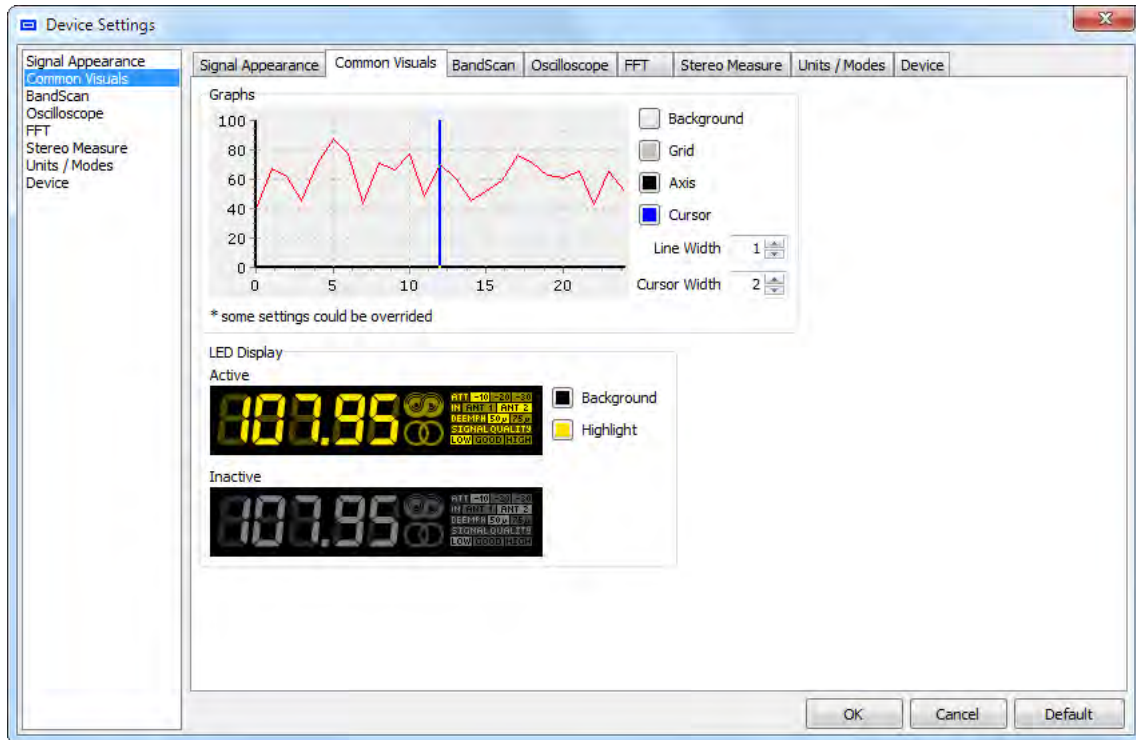 Device Settings
Signal Appearance
Common Visuals
BandScan
Oscilloscope
FFT
Stereo Measure
Units / Modes
Device
Signal Appearance Common Visuals BandScan Oscilloscope FFT Stereo Measure Units / Modes Device
Graphs
100
80
60
40
20
0
0 5 10 15 20
Background
Grid
Axis
Cursor
Line Width 1
Cursor Width 2
* some settings could be overrided
LED Display
Active
107.95
ATT -10 -20 -30
IN ANT 1 ANT 2
DEEMPH 50 µ 75 µ
SIGNAL QUALITY
LOW GOOD HIGH
Background
Highlight
Inactive
107.95
ATT -10 -20 -30
IN ANT 1 ANT 2
DEEMPH 50 µ 75 µ
SIGNAL QUALITY
LOW GOOD HIGH
OK Cancel Default